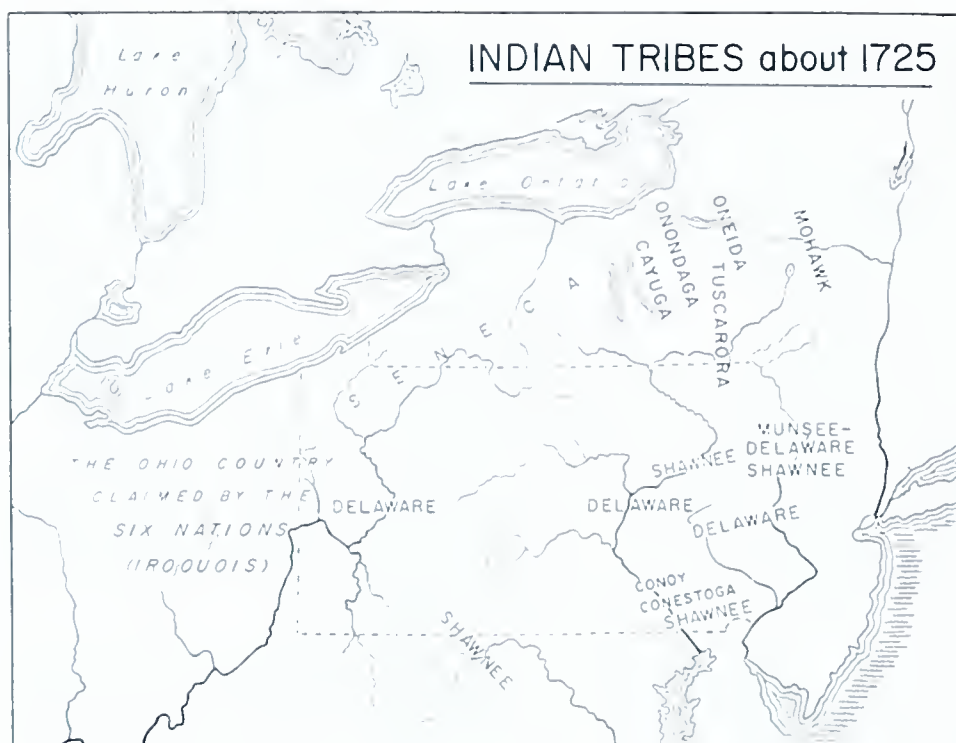 INDIAN TRIBES about 1725
Lake
Huron
Lake Ontario
ONEIDA
ONONDAGA
CAYUGA
TUSCARORA
MOHAWK
SENECA
Lake Erie
THE OHIO COUNTRY
CLAIMED BY THE
SIX NATIONS
(IROQUOIS)
DELAWARE
SHAWNEE
DELAWARE
MUNSEE-
DELAWARE
SHAWNEE
DELAWARE
CONOY
CONESTOGA
SHAWNEE
SHAWNEE